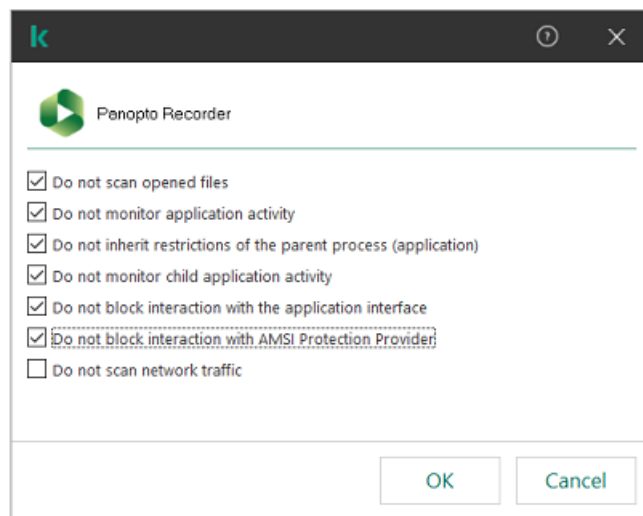 k
Panopto Recorder
Do not scan opened files
Do not monitor application activity
Do not inherit restrictions of the parent process (application)
Do not monitor child application activity
Do not block interaction with the application interface
Do not block interaction with AMSI Protection Provider
Do not scan network traffic
OK Cancel